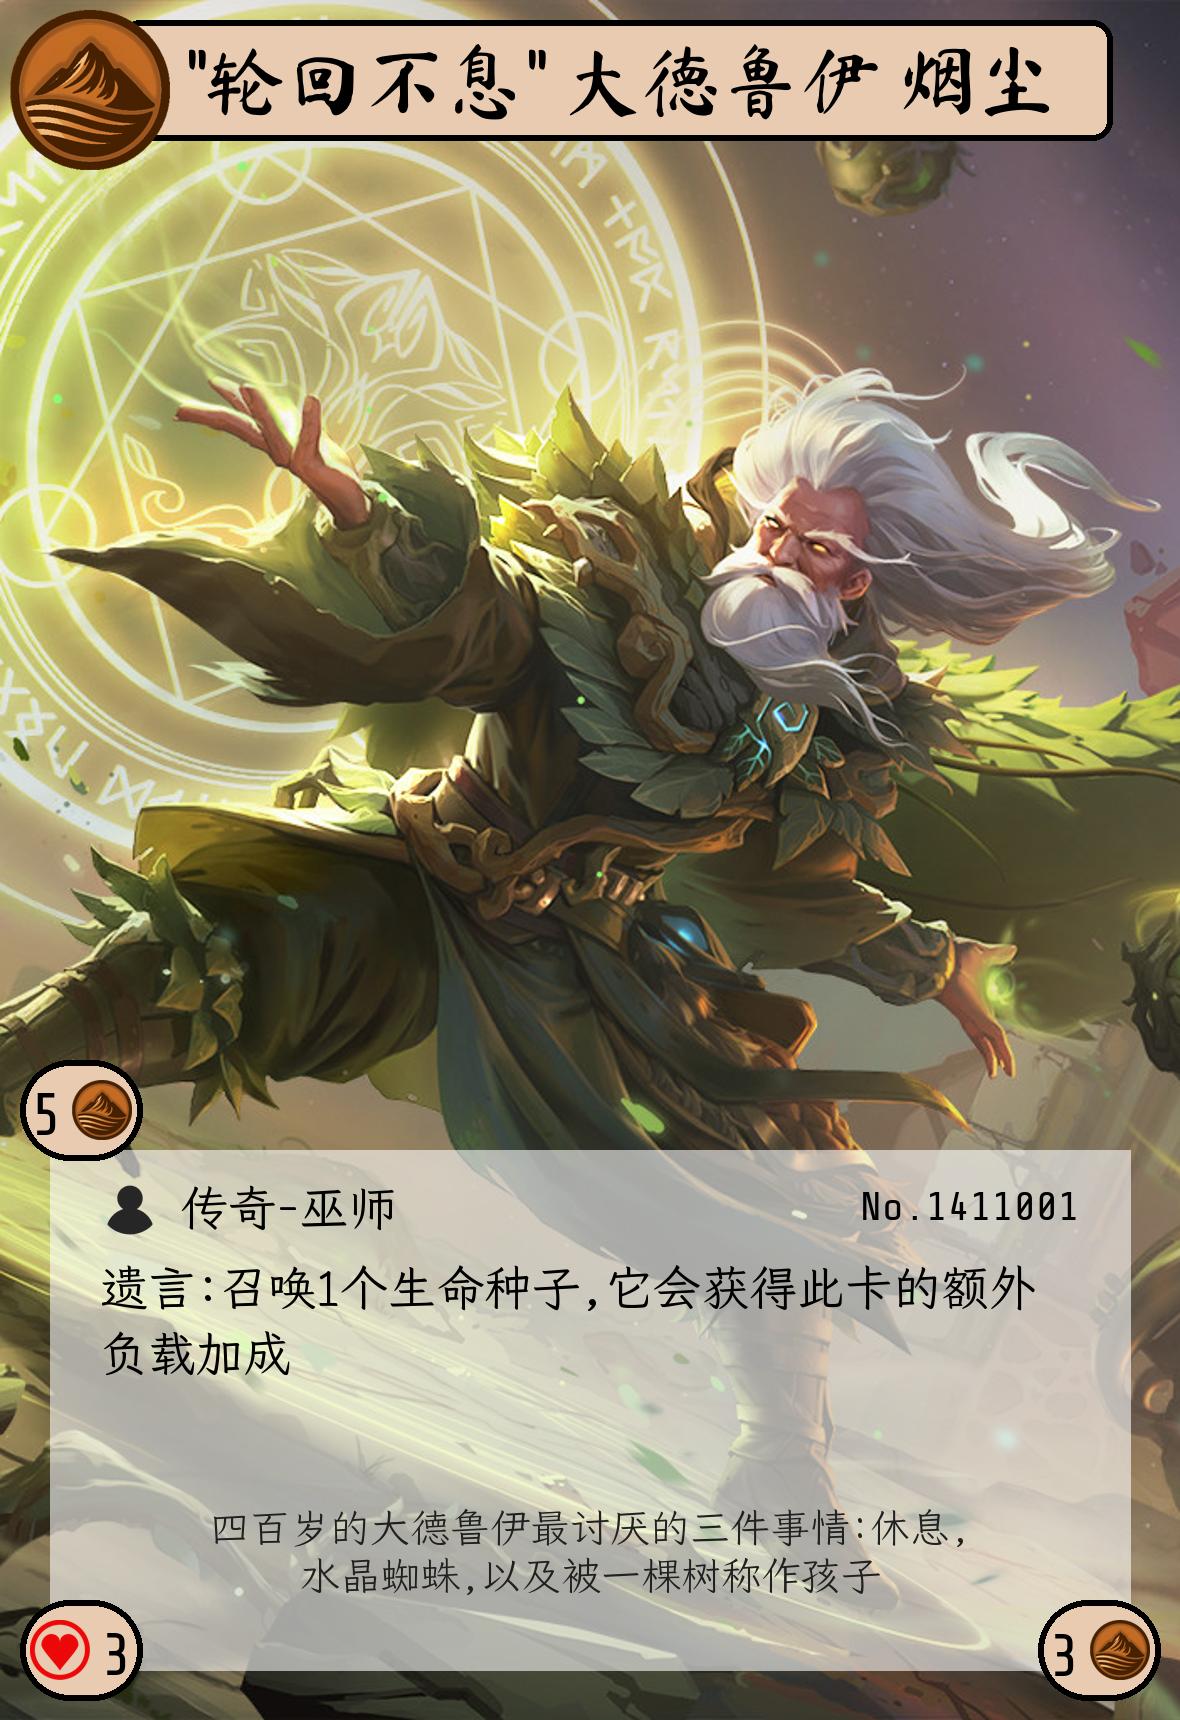 "轮回不息" 大德鲁伊 烟尘
5
传奇-巫师
No.1411001
遗言:召唤1个生命种子,它会获得此卡的额外
负载加成
四百岁的大德鲁伊最讨厌的三件事情:休息,
水晶蜘蛛,以及被一棵树称作孩子
3
3